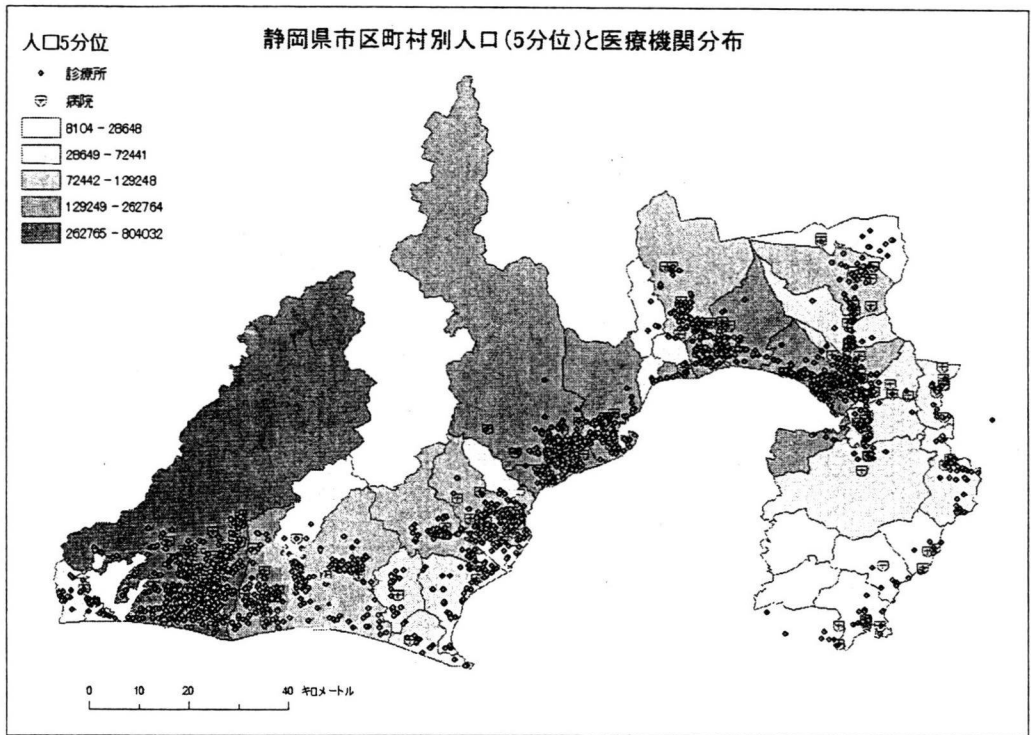 静岡県市区町村別人口(5分位)と医療機関分布
人口5分位
診療所
病院
8104 - 28648
28649 - 72441
72442 - 129248
129249 - 262764
262765 - 804032
0 10 20 40 キロメートル